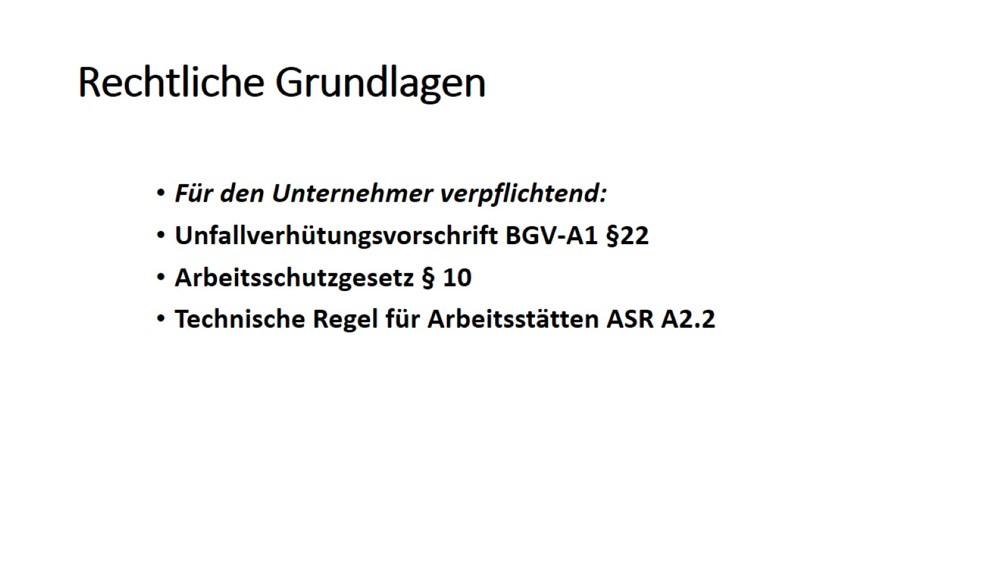 Rechtliche Grundlagen
• Für den Unternehmer verpflichtend:
• Unfallverhütungsvorschrift BGV-A1 §22
• Arbeitsschutzgesetz § 10
• Technische Regel für Arbeitsstätten ASR A2.2